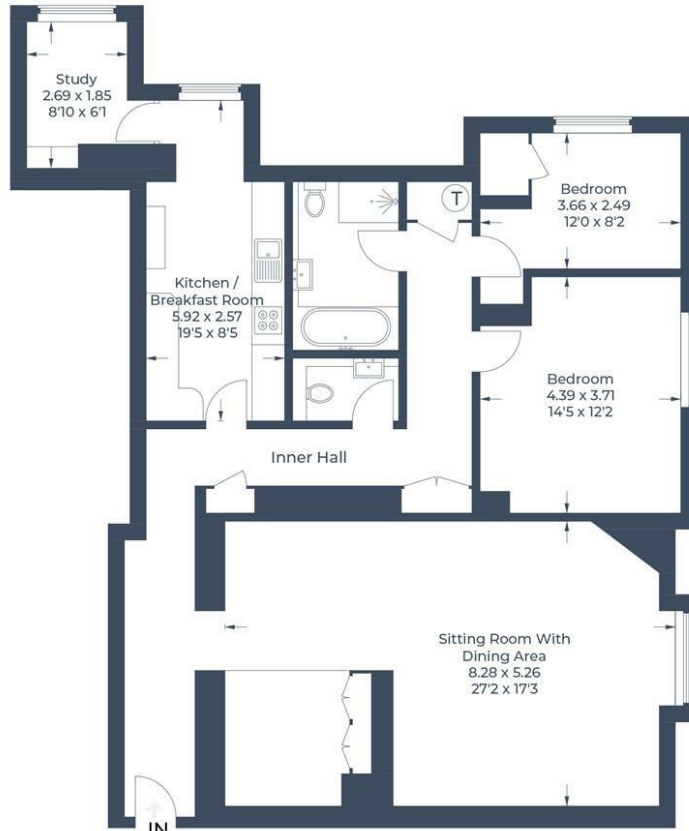 Study
2.69 x 1.85
8'10 x 6'1
Bedroom
3.66 x 2.49
12'0 x 8'2
T
Kitchen /
Breakfast Room
5.92 x 2.57
19'5 x 8'5
Bedroom
4.39 x 3.71
14'5 x 12'2
Inner Hall
Sitting Room With
Dining Area
8.28 x 5.26
27'2 x 17'3
IN